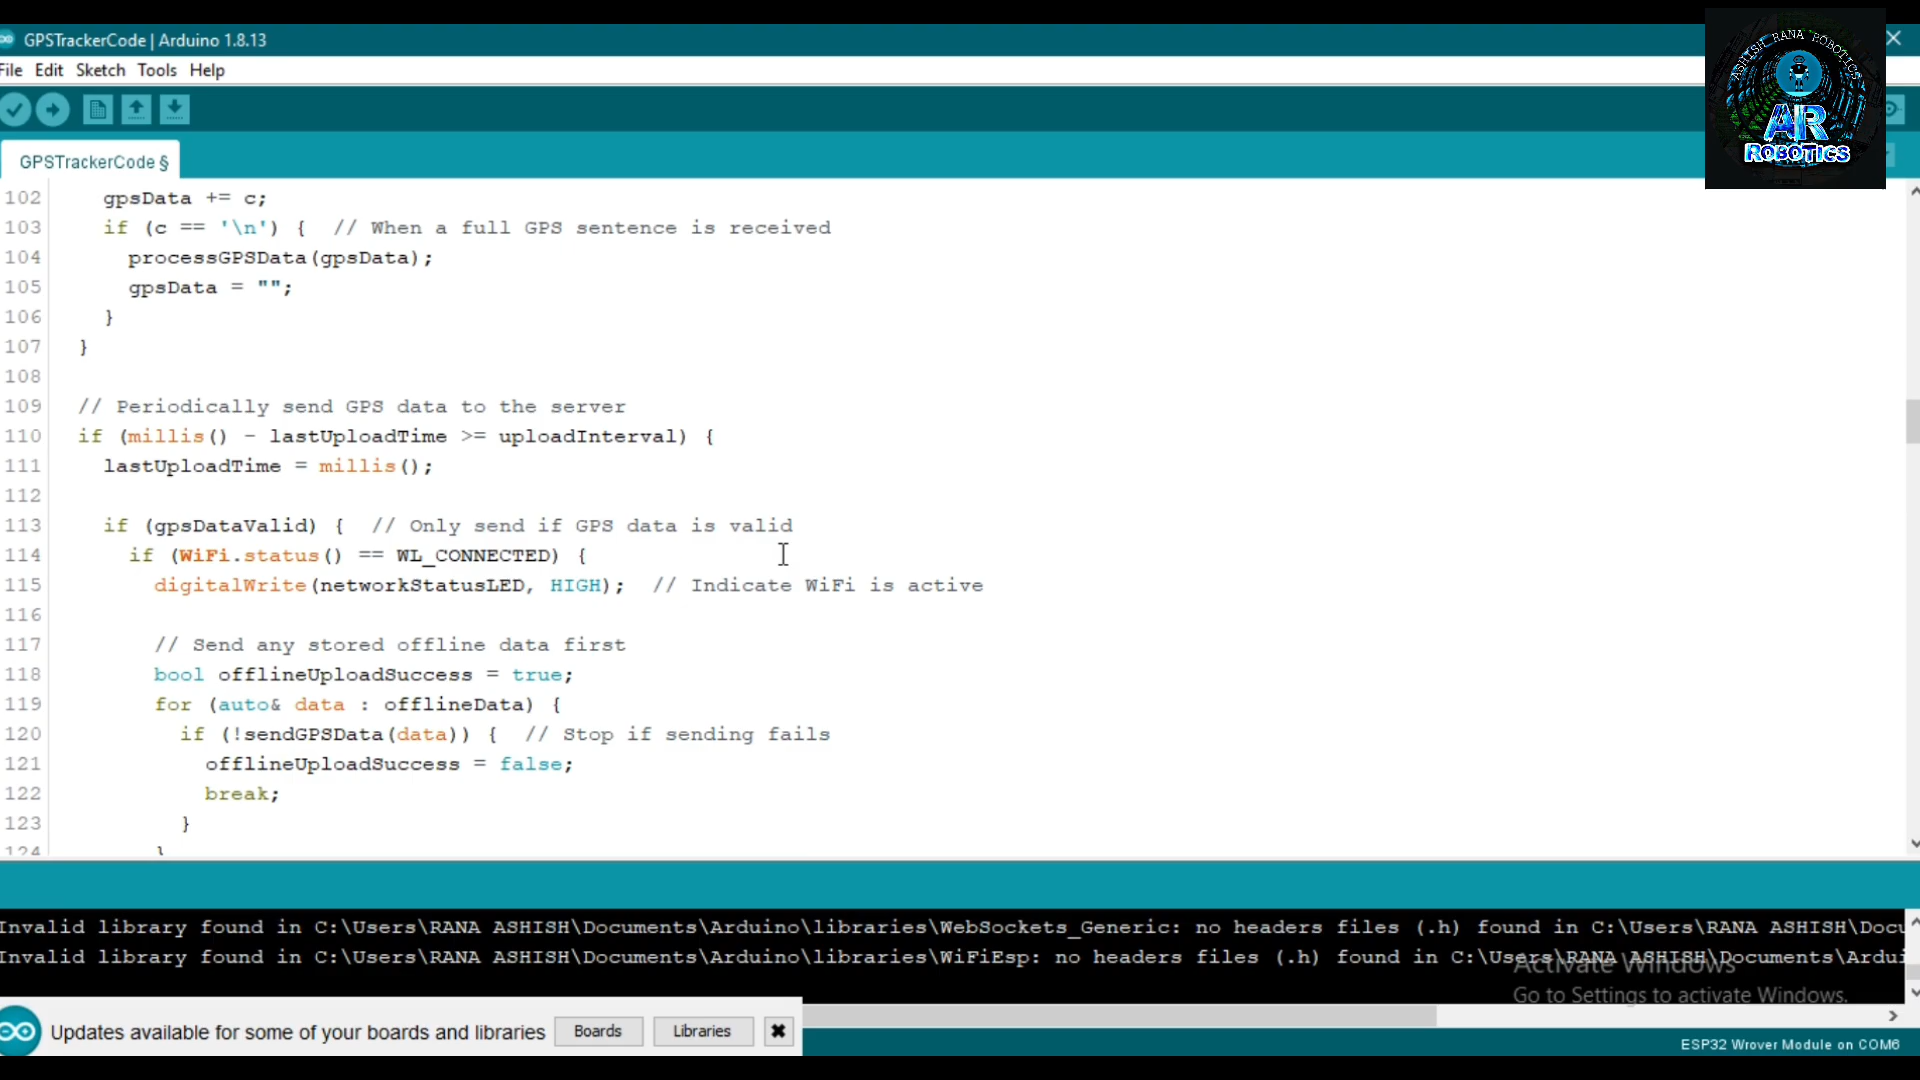 GPSTrackerCode | Arduino 1.8.13
File Edit Sketch Tools Help
ASHISH RANA ROBOTICS
AR
ROBOTICS
GPSTrackerCode §
102 gpsData += c;
103 if (c == '\n') { // When a full GPS sentence is received
104 processGPSData(gpsData);
105 gpsData = "";
106 }
107 }
108
109 // Periodically send GPS data to the server
110 if (millis() - lastUploadTime >= uploadInterval) {
111 lastUploadTime = millis();
112
113 if (gpsDataValid) { // Only send if GPS data is valid
114 if (WiFi.status() == WL_CONNECTED) {
115 digitalWrite(networkStatusLED, HIGH); // Indicate WiFi is active
116
117 // Send any stored offline data first
118 bool offlineUploadSuccess = true;
119 for (auto& data : offlineData) {
120 if (!sendGPSData(data)) { // Stop if sending fails
121 offlineUploadSuccess = false;
122 break;
123 }
124 }
Invalid library found in C:\Users\RANA ASHISH\Documents\Arduino\libraries\WebSockets_Generic: no headers files (.h) found in C:\Users\RANA ASHISH\Docu
Invalid library found in C:\Users\RANA ASHISH\Documents\Arduino\libraries\WiFiEsp: no headers files (.h) found in C:\Users\RANA ASHISH\Documents\Ardui
Activate Windows
Go to Settings to activate Windows.
Updates available for some of your boards and libraries Boards Libraries
ESP32 Wrover Module on COM6